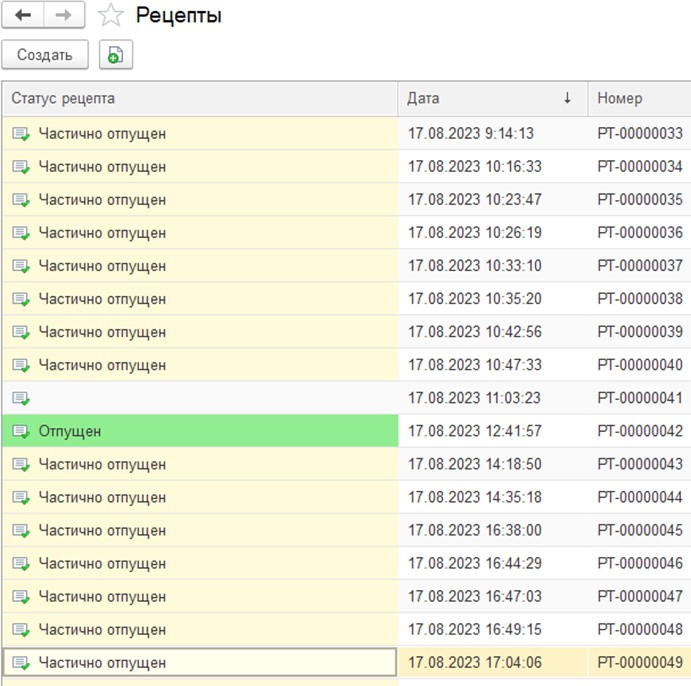 Рецепты
Создать
Статус рецепта Дата ↓ Номер
Частично отпущен 17.08.2023 9:14:13 РТ-00000033
Частично отпущен 17.08.2023 10:16:33 РТ-00000034
Частично отпущен 17.08.2023 10:23:47 РТ-00000035
Частично отпущен 17.08.2023 10:26:19 РТ-00000036
Частично отпущен 17.08.2023 10:33:10 РТ-00000037
Частично отпущен 17.08.2023 10:35:20 РТ-00000038
Частично отпущен 17.08.2023 10:42:56 РТ-00000039
Частично отпущен 17.08.2023 10:47:33 РТ-00000040
17.08.2023 11:03:23 РТ-00000041
Отпущен 17.08.2023 12:41:57 РТ-00000042
Частично отпущен 17.08.2023 14:18:50 РТ-00000043
Частично отпущен 17.08.2023 14:35:18 РТ-00000044
Частично отпущен 17.08.2023 16:38:00 РТ-00000045
Частично отпущен 17.08.2023 16:44:29 РТ-00000046
Частично отпущен 17.08.2023 16:47:03 РТ-00000047
Частично отпущен 17.08.2023 16:49:15 РТ-00000048
Частично отпущен 17.08.2023 17:04:06 РТ-00000049